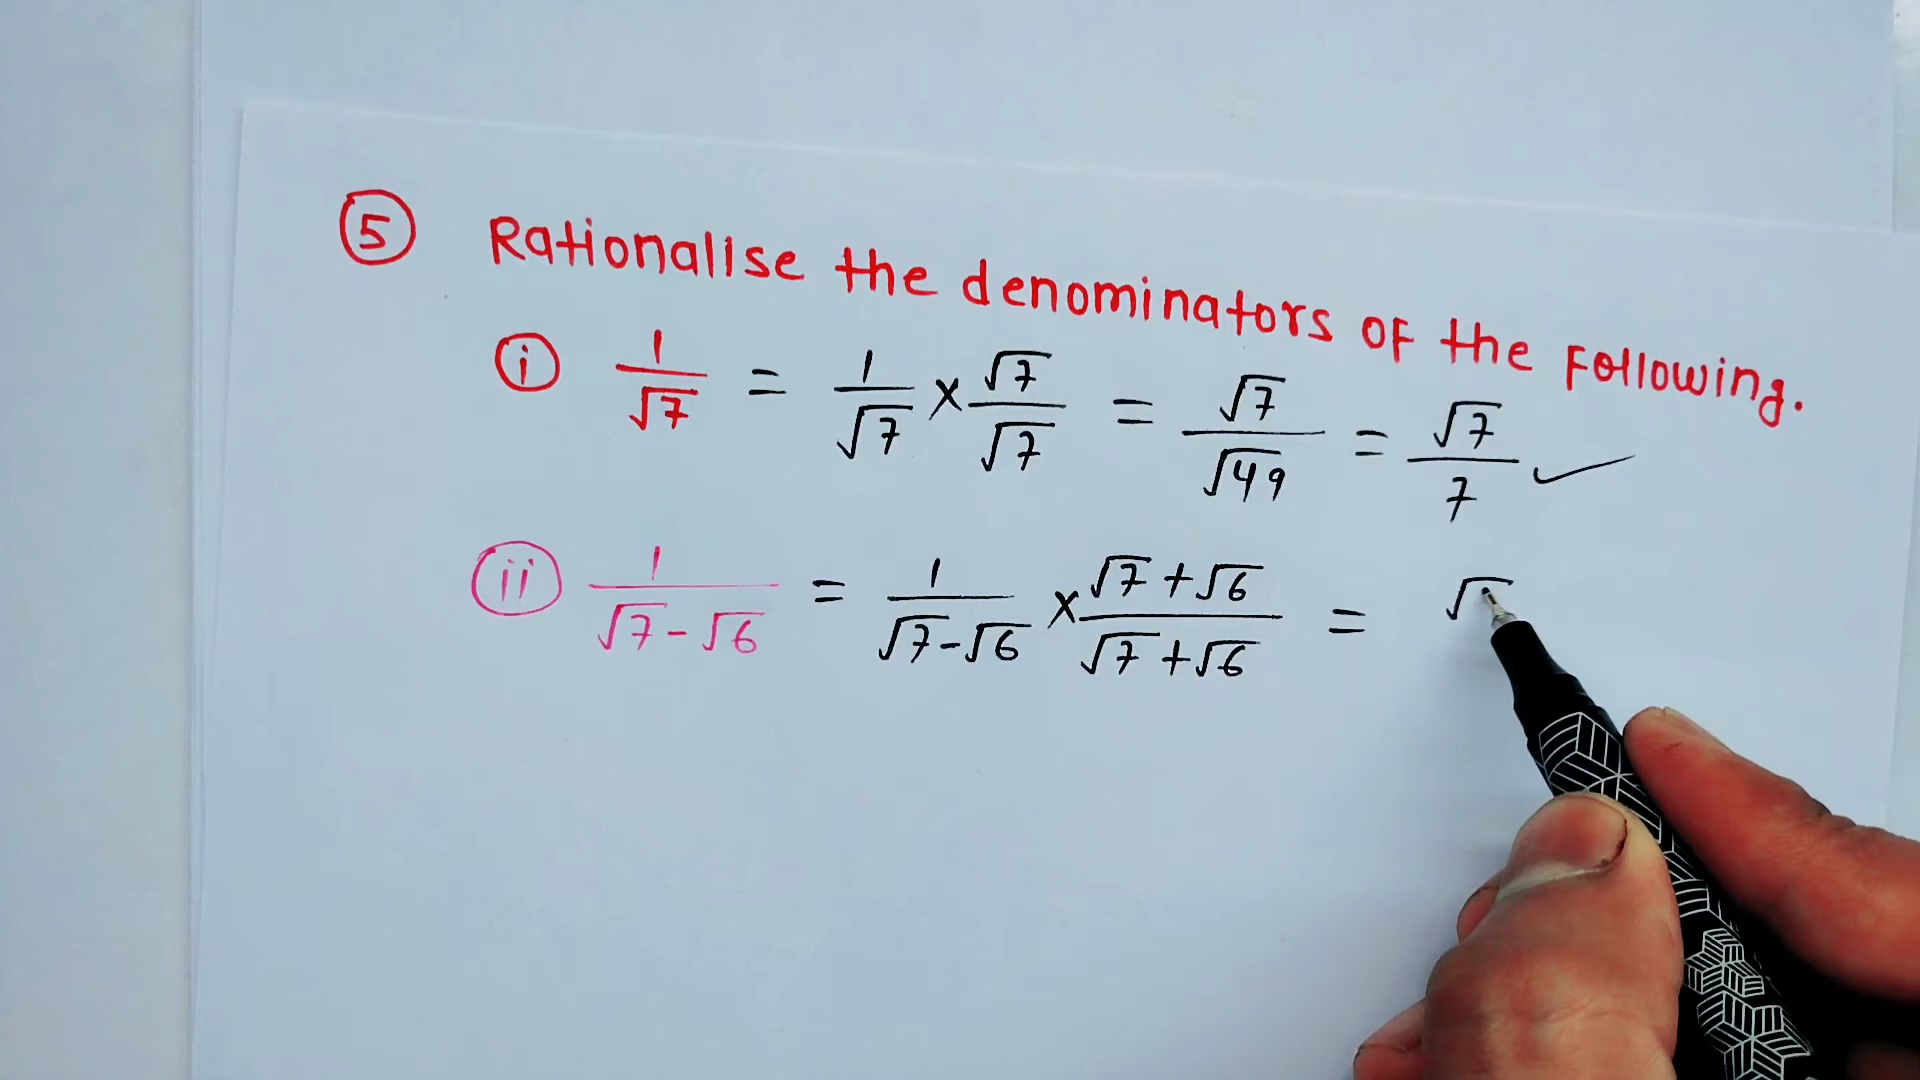 5 Rationalise the denominators of the following.
i 1/√7 = 1/√7 × √7/√7 = √7/√49 = √7/7 ✓
ii 1/(√7-√6) = 1/(√7-√6) × (√7+√6)/(√7+√6) = √